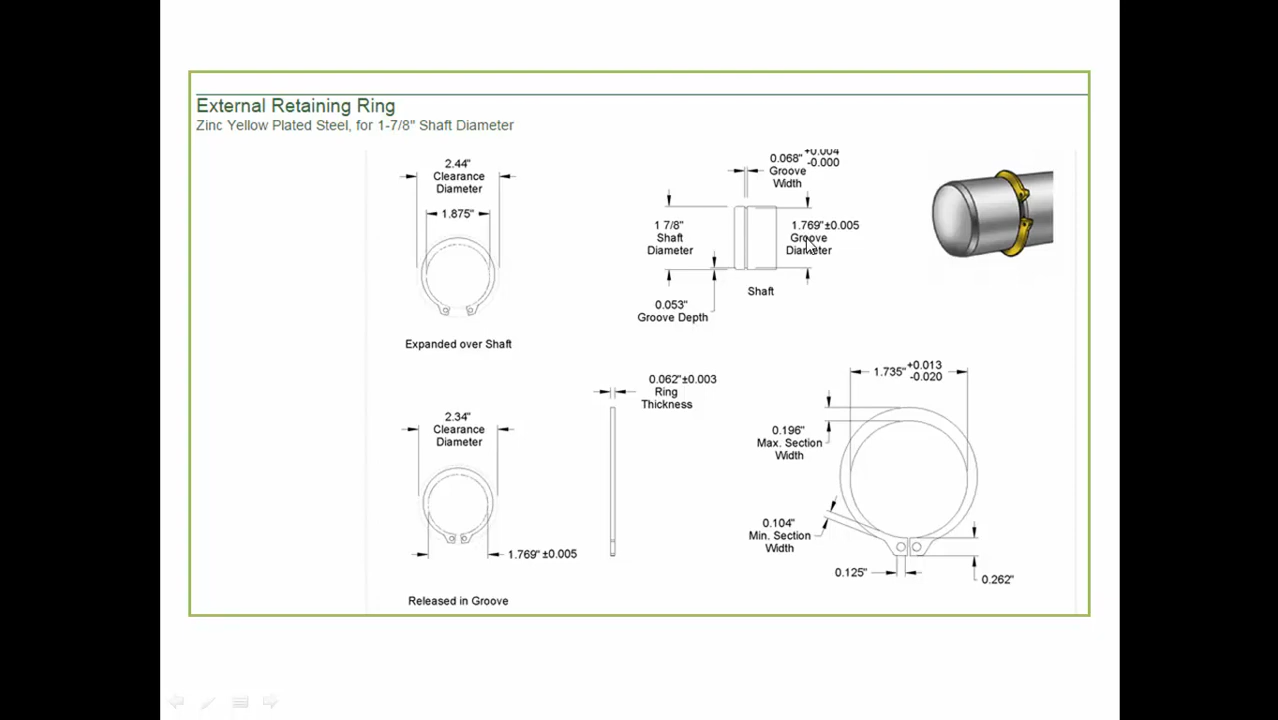 External Retaining Ring
Zinc Yellow Plated Steel, for 1-7/8" Shaft Diameter
2.44"
Clearance
Diameter
1.875"
Expanded over Shaft
0.068" +0.004 -0.000
Groove
Width
1 7/8"
Shaft
Diameter
1.769"±0.005
Groove
Diameter
Shaft
0.053"
Groove Depth
2.34"
Clearance
Diameter
1.769" ±0.005
Released in Groove
0.062"±0.003
Ring
Thickness
1.735" +0.013 -0.020
0.196"
Max. Section
Width
0.104"
Min. Section
Width
0.125"
0.262"